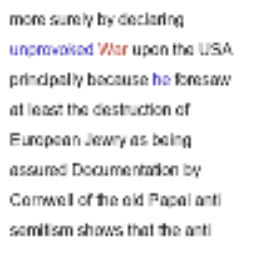 more surely by declaring
unprovoked War upon the USA
principally because he foresaw
at least the destruction of
European Jewry as being
assured Documentation by
Cornwell of the old Papal anti
semitism shows that the anti